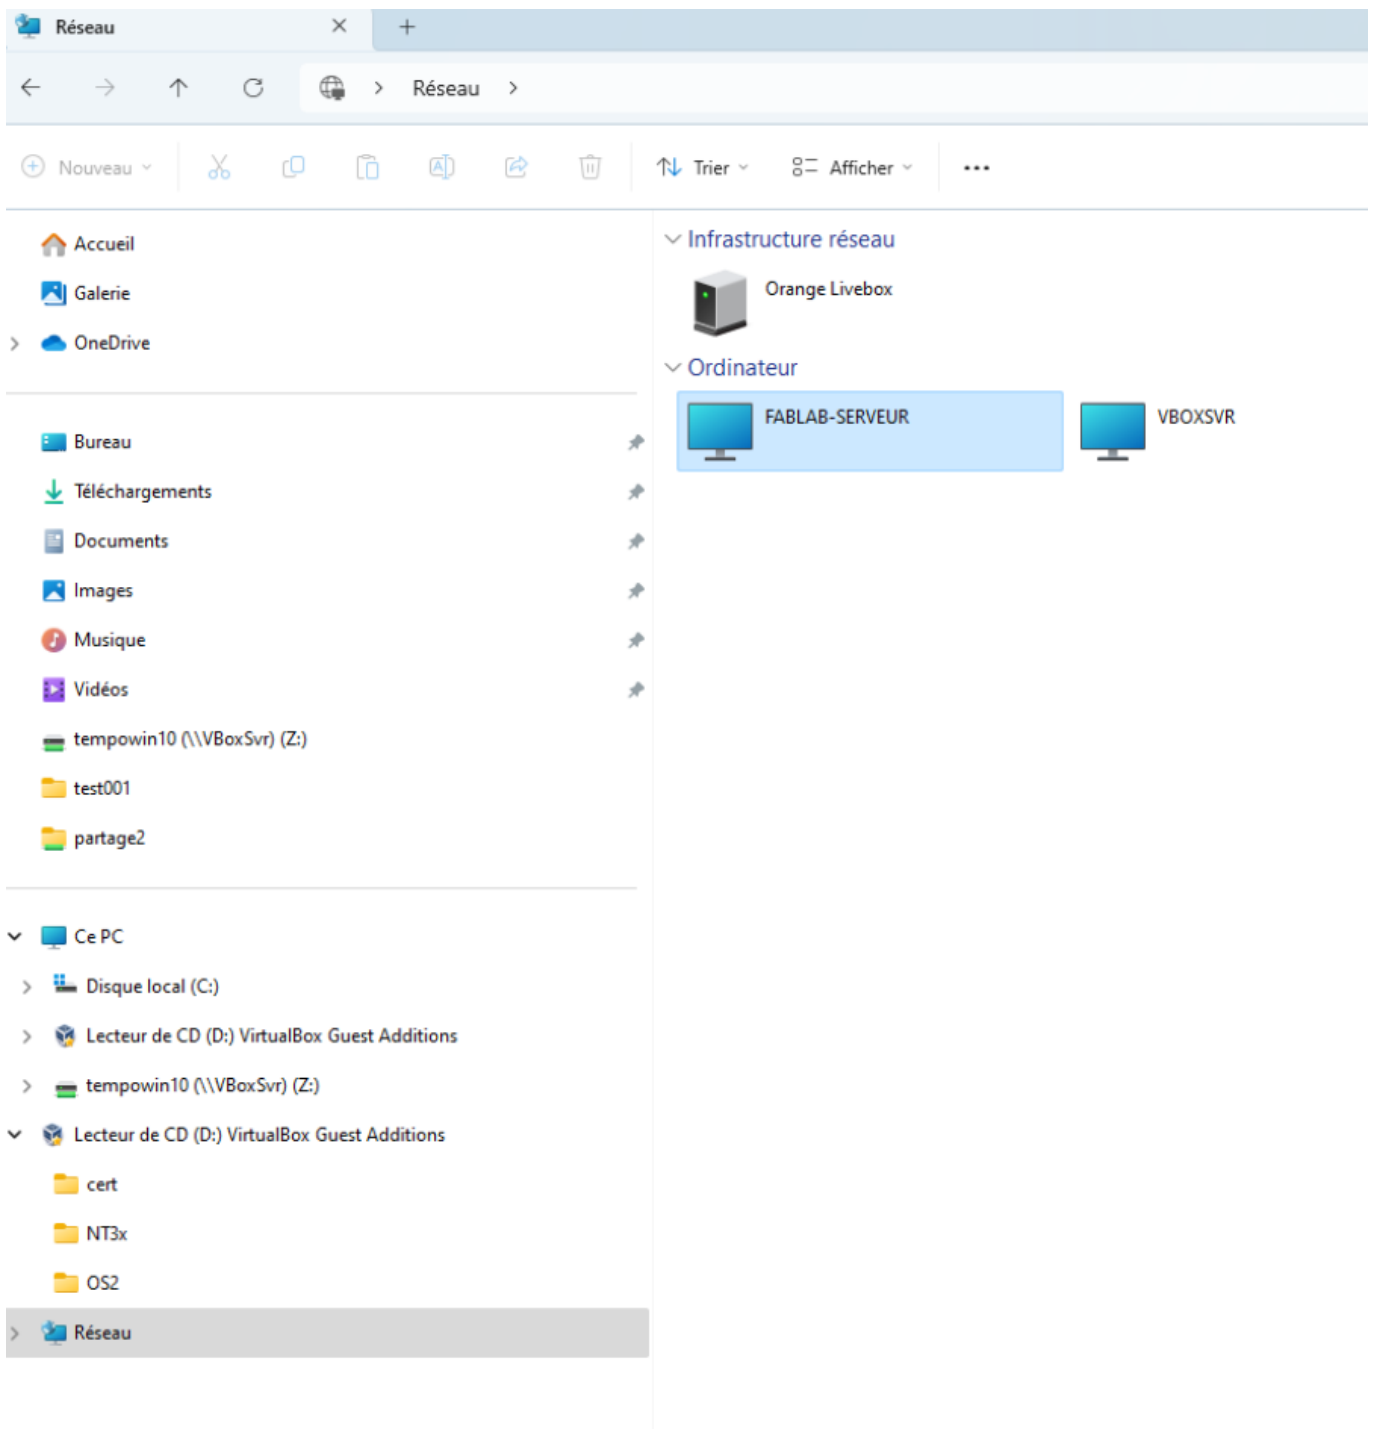 Réseau
Réseau
Nouveau
Trier
Afficher
Accueil
Galerie
OneDrive
Bureau
Téléchargements
Documents
Images
Musique
Vidéos
tempowin10 (\\VBoxSvr) (Z:)
test001
partage2
Ce PC
Disque local (C:)
Lecteur de CD (D:) VirtualBox Guest Additions
tempowin10 (\\VBoxSvr) (Z:)
Lecteur de CD (D:) VirtualBox Guest Additions
cert
NT3x
OS2
Réseau
Infrastructure réseau
Orange Livebox
Ordinateur
FABLAB-SERVEUR
VBOXSVR